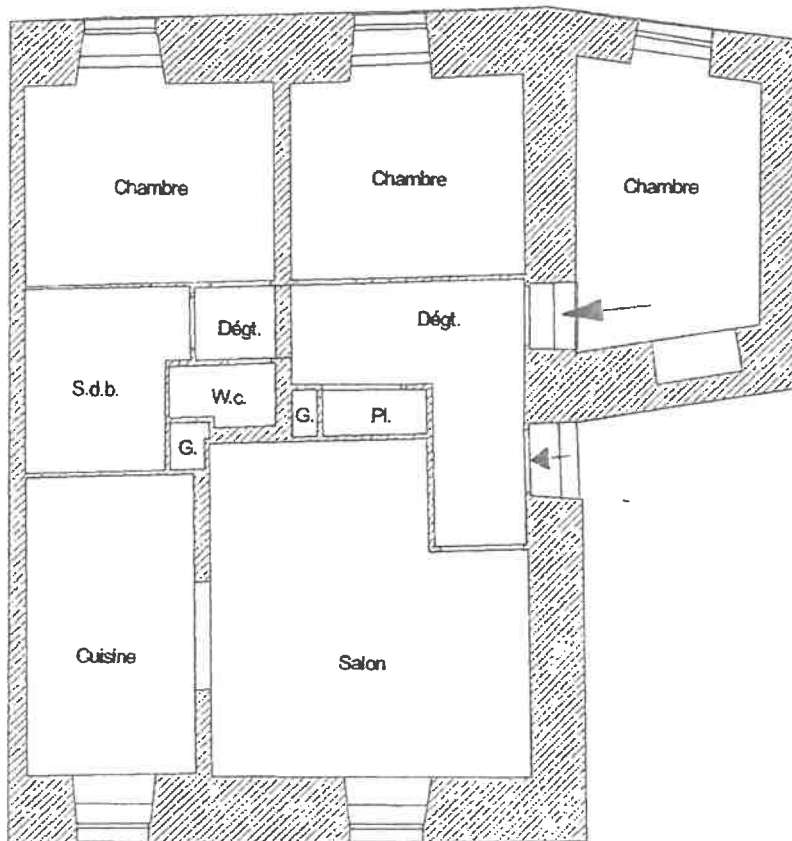 Chambre
Chambre
Chambre
Dégt.
Dégt.
S.d.b.
W.c.
G.
Pl.
G.
Cuisine
Salon